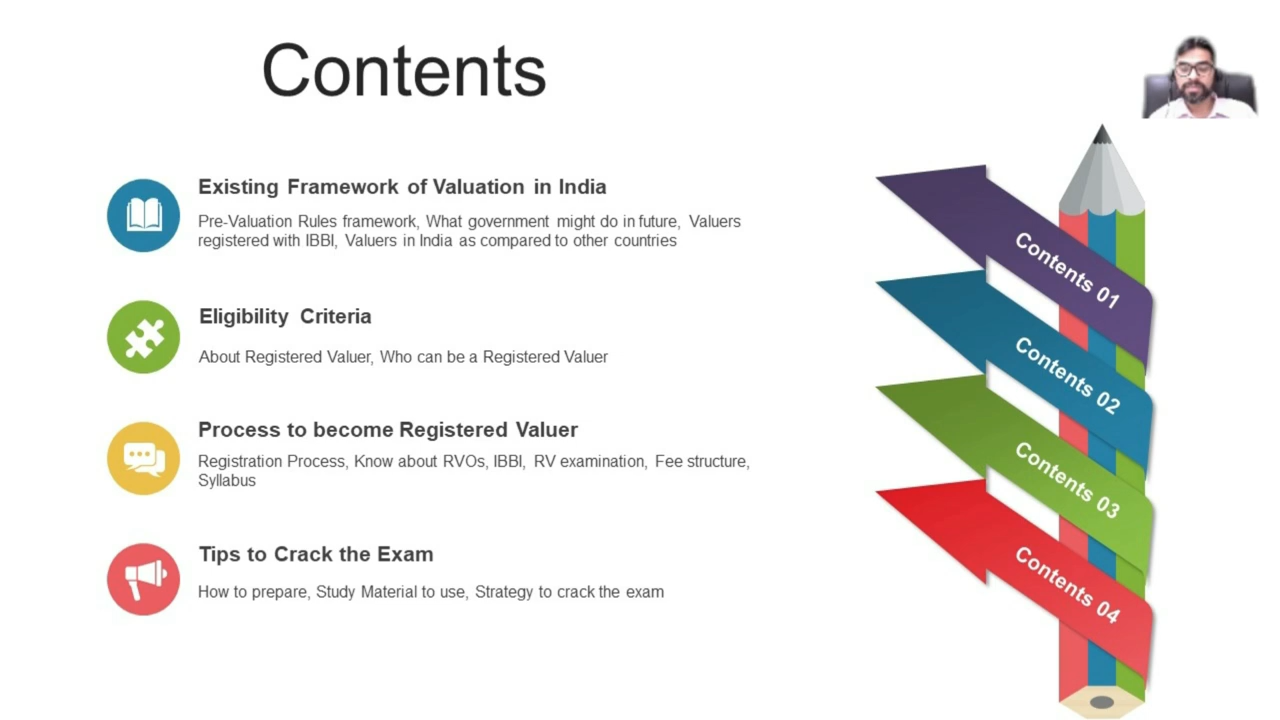 Contents
Existing Framework of Valuation in India
Pre-Valuation Rules framework, What government might do in future, Valuers
registered with IBBI, Valuers in India as compared to other countries
Eligibility Criteria
About Registered Valuer, Who can be a Registered Valuer
Process to become Registered Valuer
Registration Process, Know about RVOs, IBBI, RV examination, Fee structure,
Syllabus
Tips to Crack the Exam
How to prepare, Study Material to use, Strategy to crack the exam
Contents 01
Contents 02
Contents 03
Contents 04